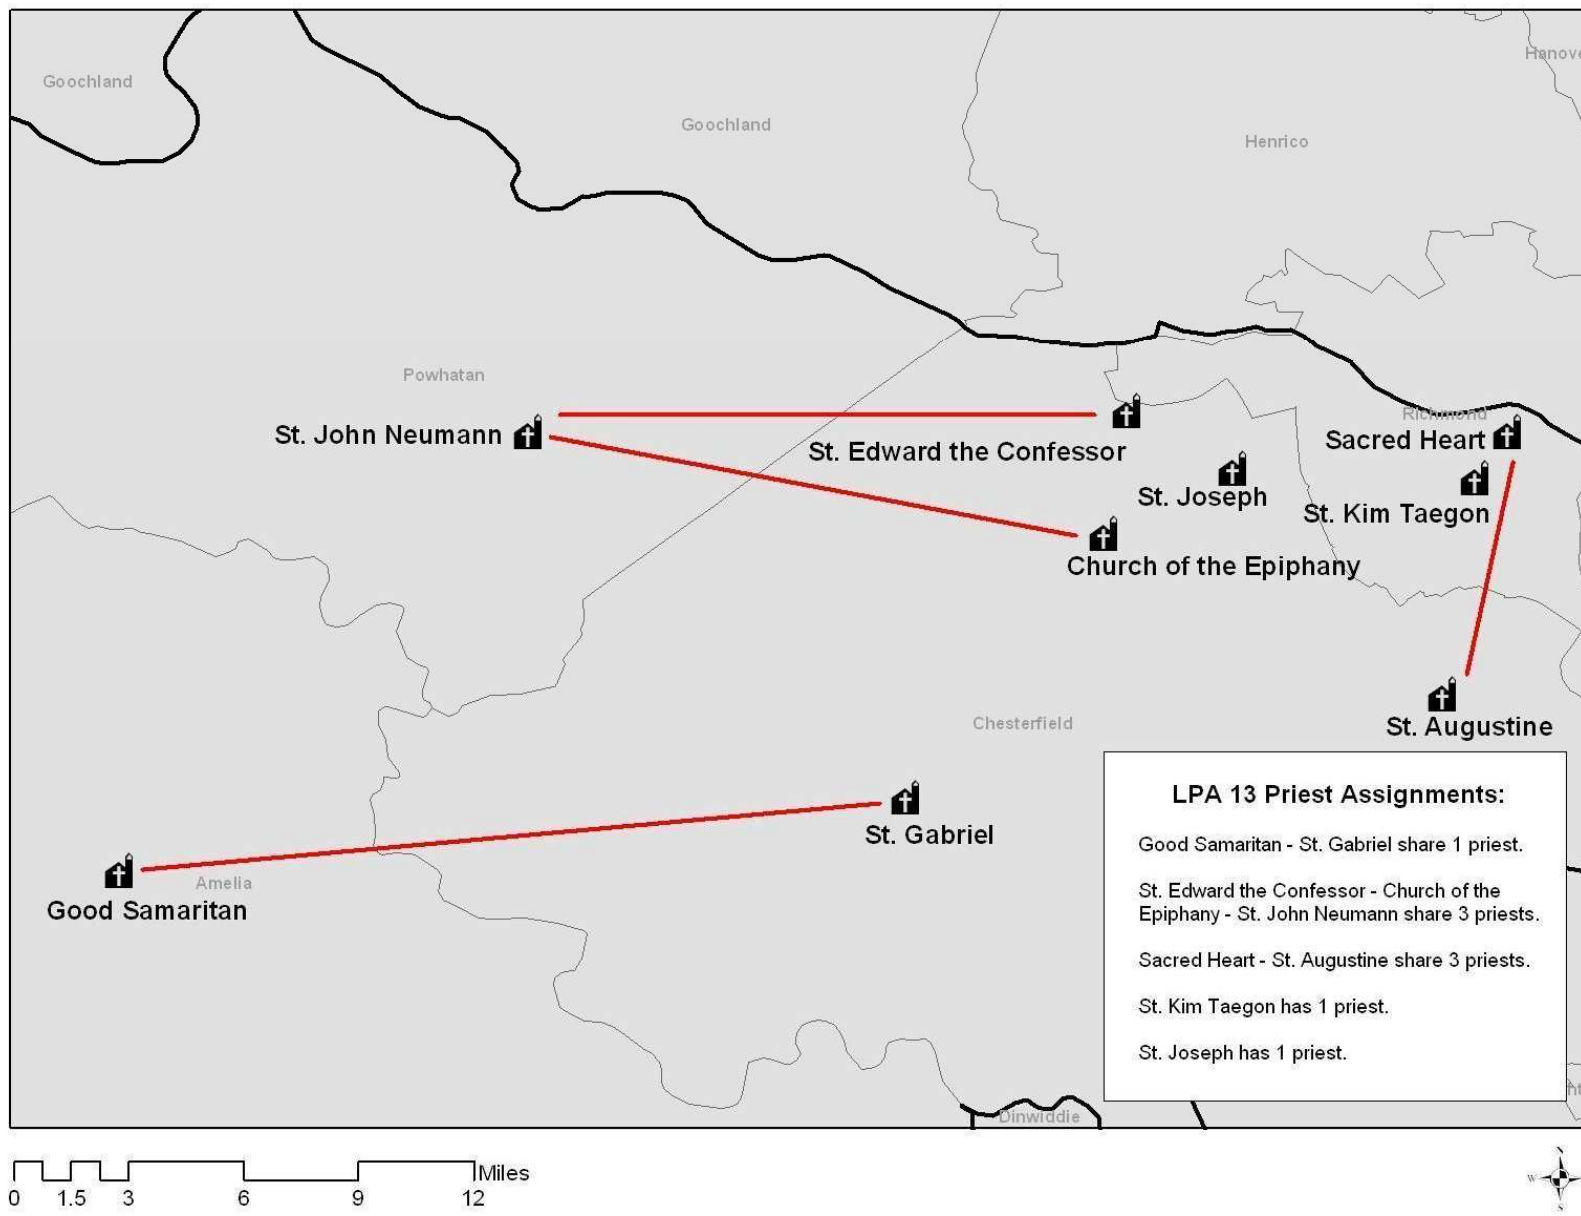 Goochland
Goochland
Henrico
Hanove
Powhatan
Richmond
St. John Neumann
St. Edward the Confessor
Sacred Heart
St. Joseph
St. Kim Taegon
Church of the Epiphany
Chesterfield
St. Augustine
St. Gabriel
Amelia
Good Samaritan
LPA 13 Priest Assignments:
Good Samaritan - St. Gabriel share 1 priest.
St. Edward the Confessor - Church of the
Epiphany - St. John Neumann share 3 priests.
Sacred Heart - St. Augustine share 3 priests.
St. Kim Taegon has 1 priest.
St. Joseph has 1 priest.
Dinwiddie
Miles
0 1.5 3 6 9 12
N
W
S